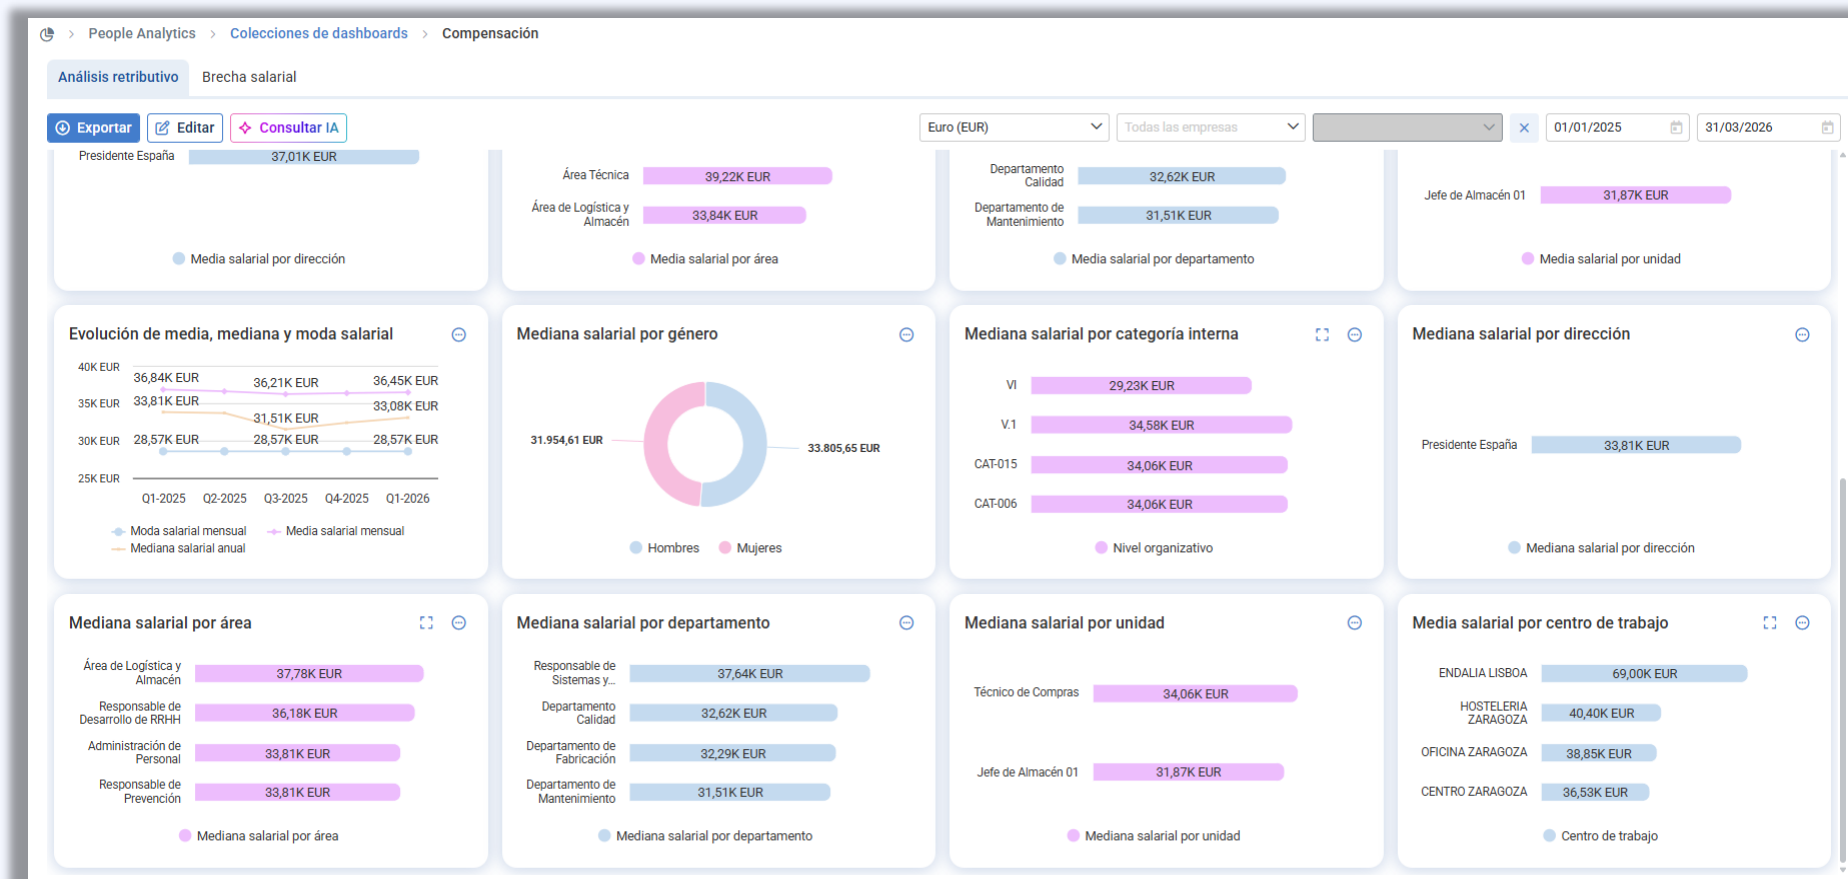 People Analytics > Colecciones de dashboards > Compensación
Análisis retributivo Brecha salarial
Exportar Editar Consultar IA Euro (EUR) Todas las empresas 01/01/2025 31/03/2026
Presidente España 37,01K EUR
Media salarial por dirección
Área Técnica 39,22K EUR
Área de Logística y
Almacén 33,84K EUR
Media salarial por área
Departamento
Calidad 32,62K EUR
Departamento de
Mantenimiento 31,51K EUR
Media salarial por departamento
Jefe de Almacén 01 31,87K EUR
Media salarial por unidad
Evolución de media, mediana y moda salarial
40K EUR
35K EUR
30K EUR
25K EUR
36,84K EUR 36,21K EUR 36,45K EUR
33,81K EUR 31,51K EUR 33,08K EUR
28,57K EUR 28,57K EUR 28,57K EUR
Q1-2025 Q2-2025 Q3-2025 Q4-2025 Q1-2026
Moda salarial mensual Media salarial mensual
Mediana salarial anual
Mediana salarial por género
31.954,61 EUR
33.805,65 EUR
Hombres Mujeres
Mediana salarial por categoría interna
VI 29,23K EUR
V.1 34,58K EUR
CAT-015 34,06K EUR
CAT-006 34,06K EUR
Nivel organizativo
Mediana salarial por dirección
Presidente España 33,81K EUR
Mediana salarial por dirección
Mediana salarial por área
Área de Logística y
Almacén 37,78K EUR
Responsable de
Desarrollo de RRHH 36,18K EUR
Administración de
Personal 33,81K EUR
Responsable de
Prevención 33,81K EUR
Mediana salarial por área
Mediana salarial por departamento
Responsable de
Sistemas y... 37,64K EUR
Departamento
Calidad 32,62K EUR
Departamento de
Fabricación 32,29K EUR
Departamento de
Mantenimiento 31,51K EUR
Mediana salarial por departamento
Mediana salarial por unidad
Técnico de Compras 34,06K EUR
Jefe de Almacén 01 31,87K EUR
Mediana salarial por unidad
Media salarial por centro de trabajo
ENDALIA LISBOA 69,00K EUR
HOSTELERIA
ZARAGOZA 40,40K EUR
OFICINA ZARAGOZA 38,85K EUR
CENTRO ZARAGOZA 36,53K EUR
Centro de trabajo